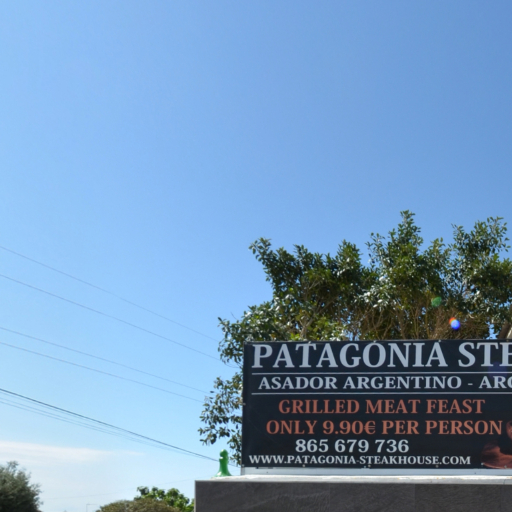 PATAGONIA STE
ASADOR ARGENTINO - ARG
GRILLED MEAT FEAST
ONLY 9.90€ PER PERSON
865 679 736
WWW.PATAGONIA-STEAKHOUSE.COM